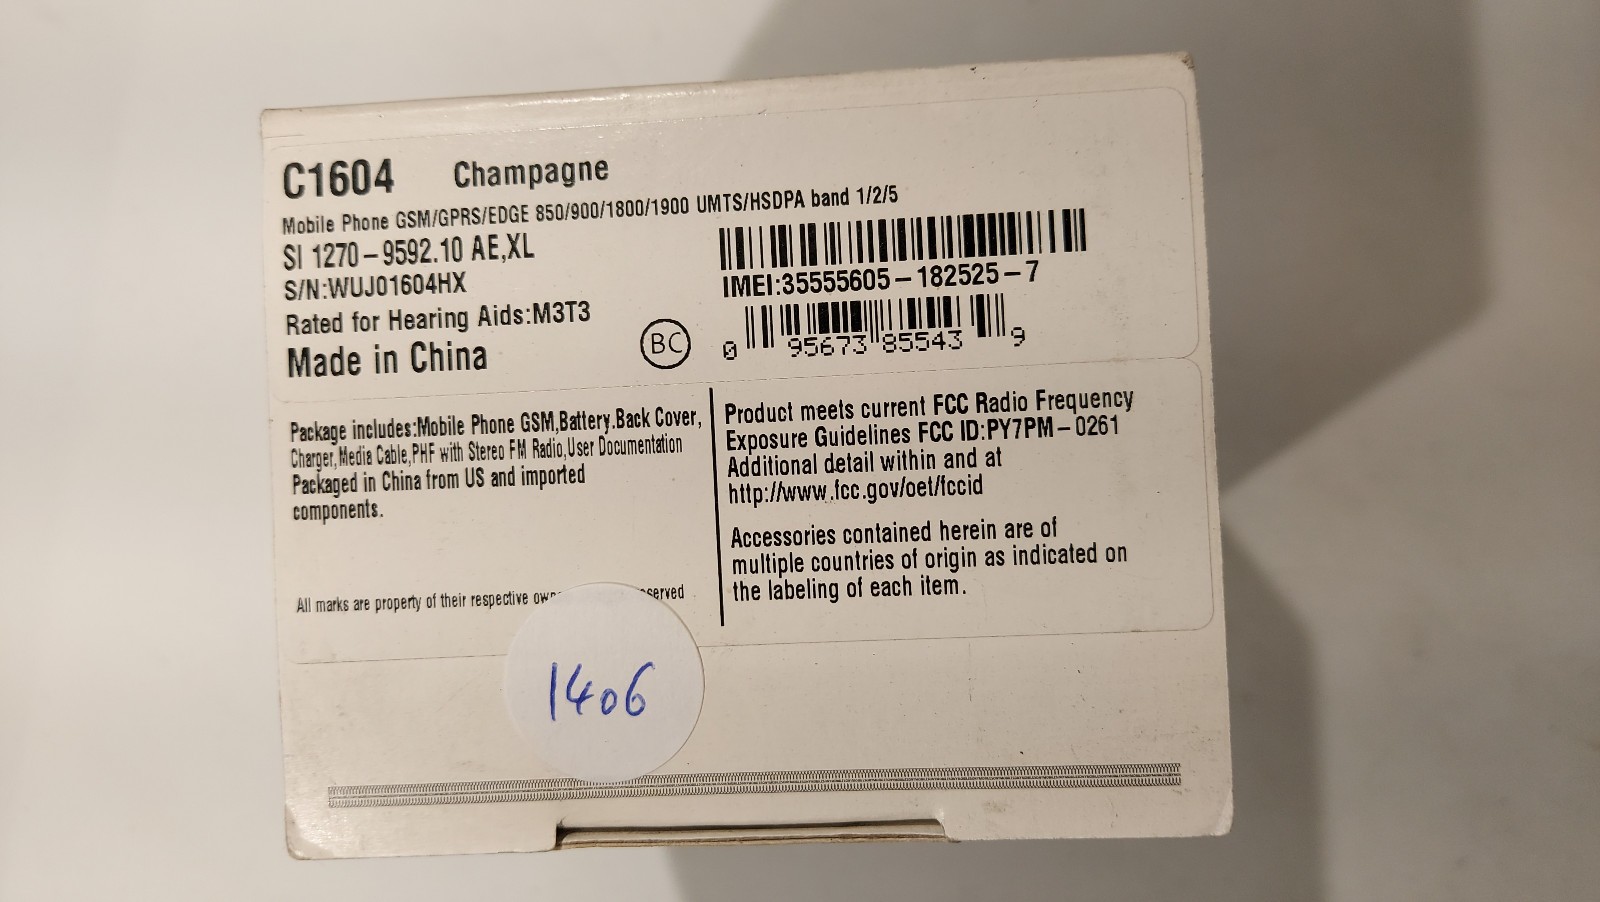 C1604 Champagne
Mobile Phone GSM/GPRS/EDGE 850/900/1800/1900 UMTS/HSDPA band 1/2/5
SI 1270-9592.10 AE,XL
S/N:WUJ01604HX
Rated for Hearing Aids:M3T3
Made in China
BC
IMEI:35555605-182525-7
0 95673 85543 9
Package includes:Mobile Phone GSM,Battery.Back Cover,
Charger,Media Cable,PHF with Stereo FM Radio,User Documentation
Packaged in China from US and imported
components.
All marks are property of their respective
Product meets current FCC Radio Frequency
Exposure Guidelines FCC ID:PY7PM-0261
Additional detail within and at
http://www.fcc.gov/oet/fccid
Accessories contained herein are of
multiple countries of origin as indicated on
the labeling of each item.
1406